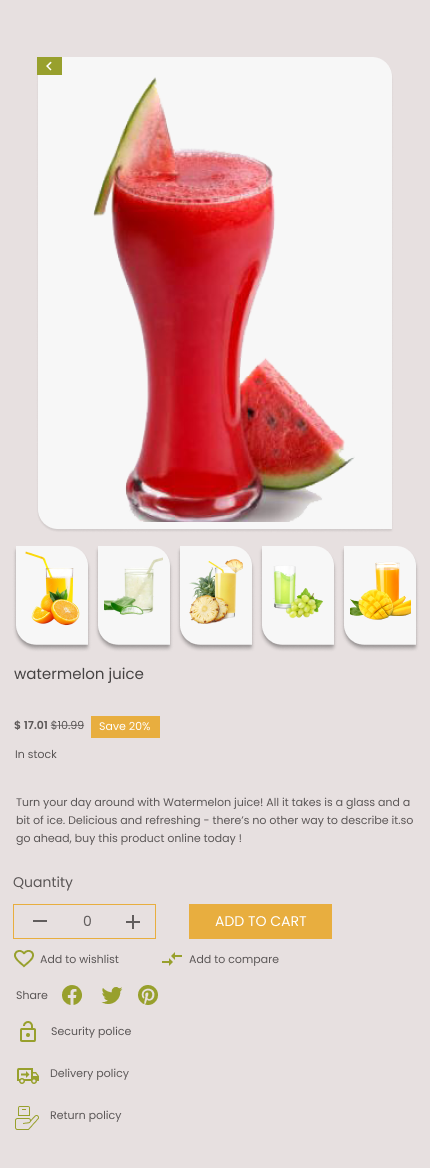 watermelon juice
$ 17.01 $10.99 Save 20%
In stock
Turn your day around with Watermelon juice! All it takes is a glass and a
bit of ice. Delicious and refreshing - there's no other way to describe it.so
go ahead, buy this product online today !
Quantity
0 ADD TO CART
Add to wishlist Add to compare
Share
Security police
Delivery policy
Return policy